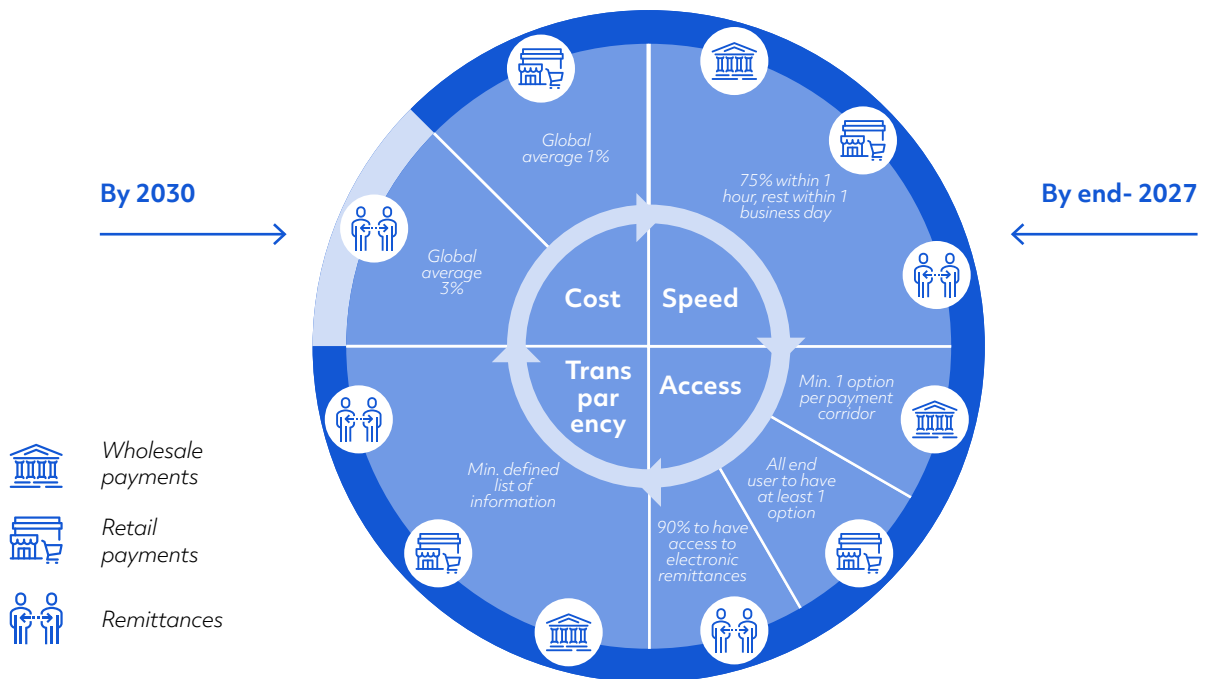 By 2030
By end- 2027
Global
average 1%
75% within 1
hour, rest within 1
business day
Global
average
3%
Cost
Speed
Trans
par
ency
Access
Min. 1 option
per payment
corridor
All end
user to have
at least 1
option
90% to have
access to
electronic
remittances
Min. defined
list of
information
Wholesale
payments
Retail
payments
Remittances